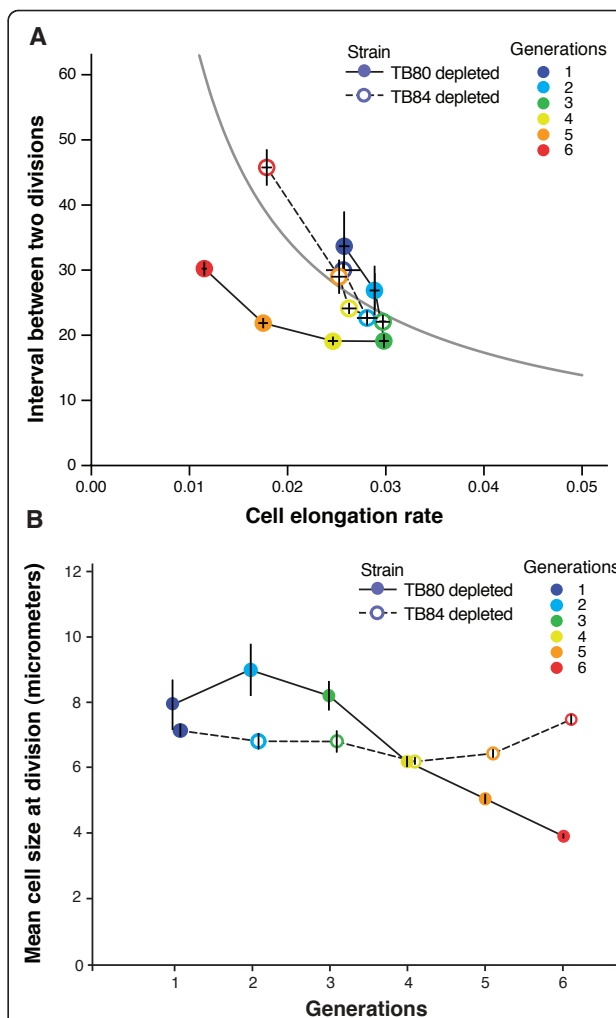 A
Strain
TB80 depleted
TB84 depleted
Generations
1
2
3
4
5
6
Interval between two divisions
60
50
40
30
20
10
0
0.00 0.01 0.02 0.03 0.04 0.05
Cell elongation rate
B
Strain
TB80 depleted
TB84 depleted
Generations
1
2
3
4
5
6
Mean cell size at division (micrometers)
12
10
8
6
4
2
0
1 2 3 4 5 6
Generations